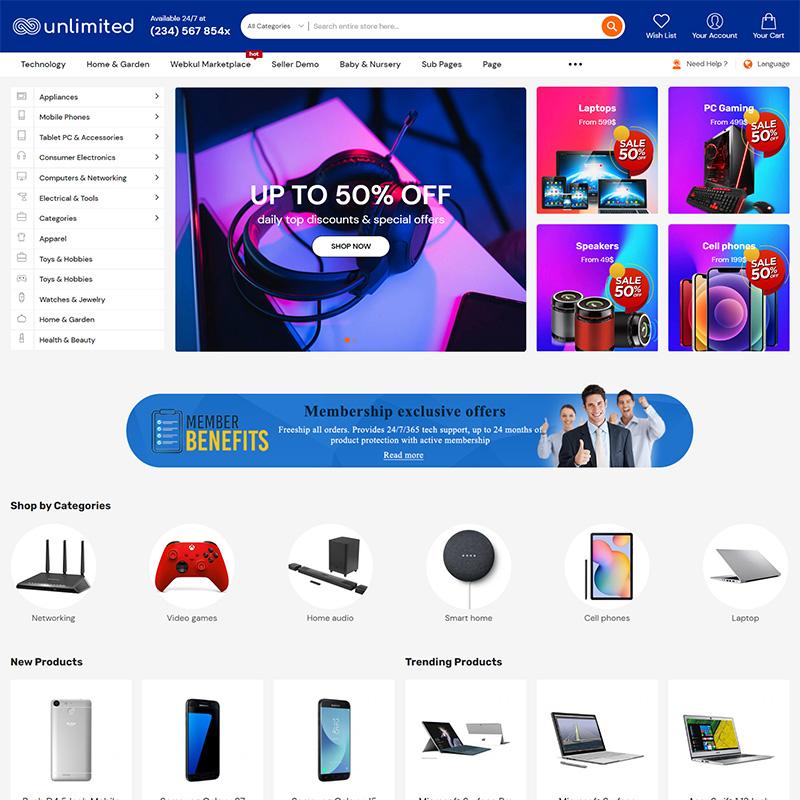 unlimited
Available 24/7 at
(234) 567 854x
All Categories
Search entire store here...
Wish List
Your Account
Your Cart
hot
Technology
Home & Garden
Webkul Marketplace
Seller Demo
Baby & Nursery
Sub Pages
Page
Need Help ?
Language
Appliances
Mobile Phones
Tablet PC & Accessories
Consumer Electronics
Computers & Networking
Electrical & Tools
Categories
Apparel
Toys & Hobbies
Toys & Hobbies
Watches & Jewelry
Home & Garden
Health & Beauty
UP TO 50% OFF
daily top discounts & special offers
SHOP NOW
Laptops
From 599$
SALE
50%
OFF
PC Gaming
From 499$
SALE
50%
OFF
Speakers
From 49$
SALE
50%
OFF
Cell phones
From 199$
SALE
50%
OFF
MEMBER
BENEFITS
Membership exclusive offers
Freeship all orders. Provides 24/7/365 tech support, up to 24 months of
product protection with active membership
Read more
Shop by Categories
Networking
Video games
Home audio
Smart home
Cell phones
Laptop
New Products
Trending Products